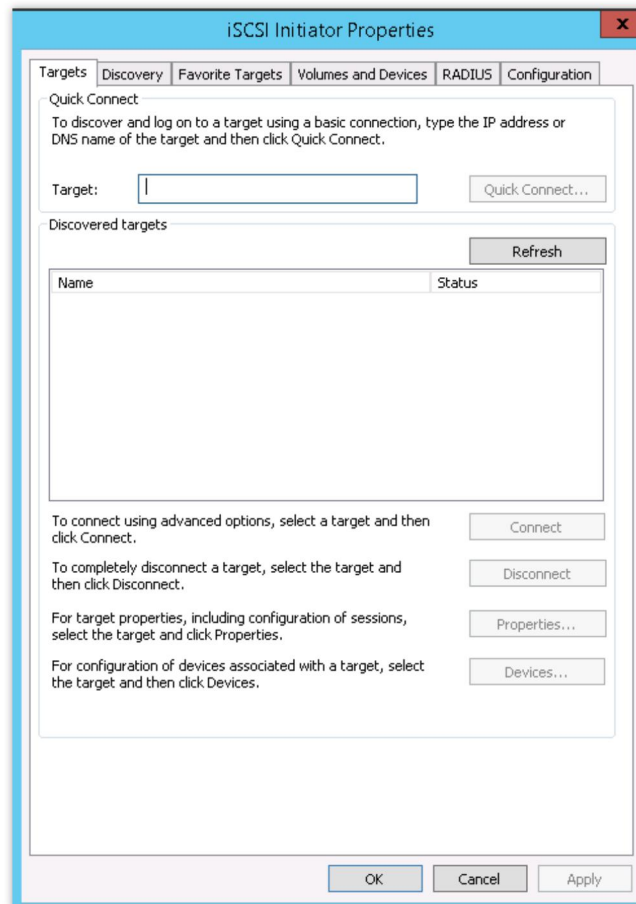 iSCSI Initiator Properties
x
Targets Discovery Favorite Targets Volumes and Devices RADIUS Configuration
Quick Connect
To discover and log on to a target using a basic connection, type the IP address or
DNS name of the target and then click Quick Connect.
Target:
Quick Connect...
Discovered targets
Refresh
Name Status
To connect using advanced options, select a target and then
click Connect.
Connect
To completely disconnect a target, select the target and
then click Disconnect.
Disconnect
For target properties, including configuration of sessions,
select the target and click Properties.
Properties...
For configuration of devices associated with a target, select
the target and then click Devices.
Devices...
OK Cancel Apply